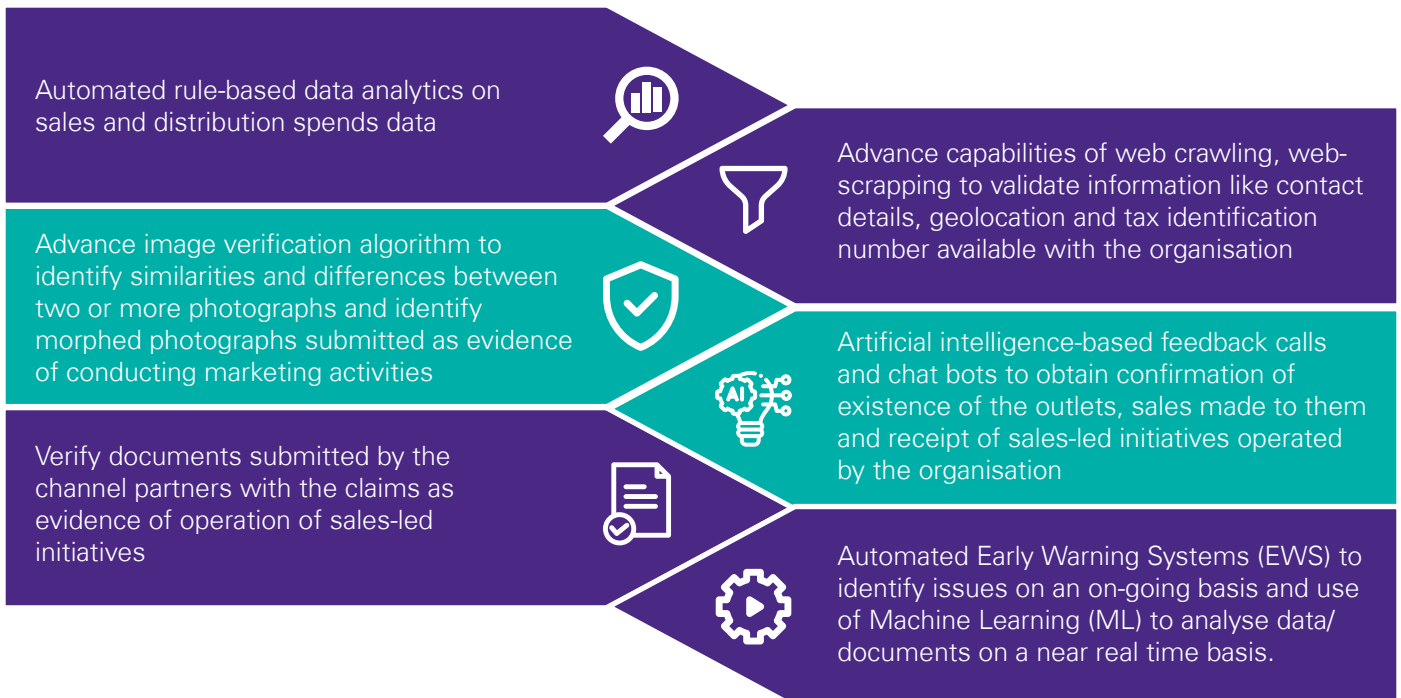 Automated rule-based data analytics on
sales and distribution spends data
Advance capabilities of web crawling, web-
scrapping to validate information like contact
details, geolocation and tax identification
number available with the organisation
Advance image verification algorithm to
identify similarities and differences between
two or more photographs and identify
morphed photographs submitted as evidence
of conducting marketing activities
Artificial intelligence-based feedback calls
and chat bots to obtain confirmation of
existence of the outlets, sales made to them
and receipt of sales-led initiatives operated
by the organisation
AI
Verify documents submitted by the
channel partners with the claims as
evidence of operation of sales-led
initiatives
Automated Early Warning Systems (EWS) to
identify issues on an on-going basis and use
of Machine Learning (ML) to analyse data/
documents on a near real time basis.